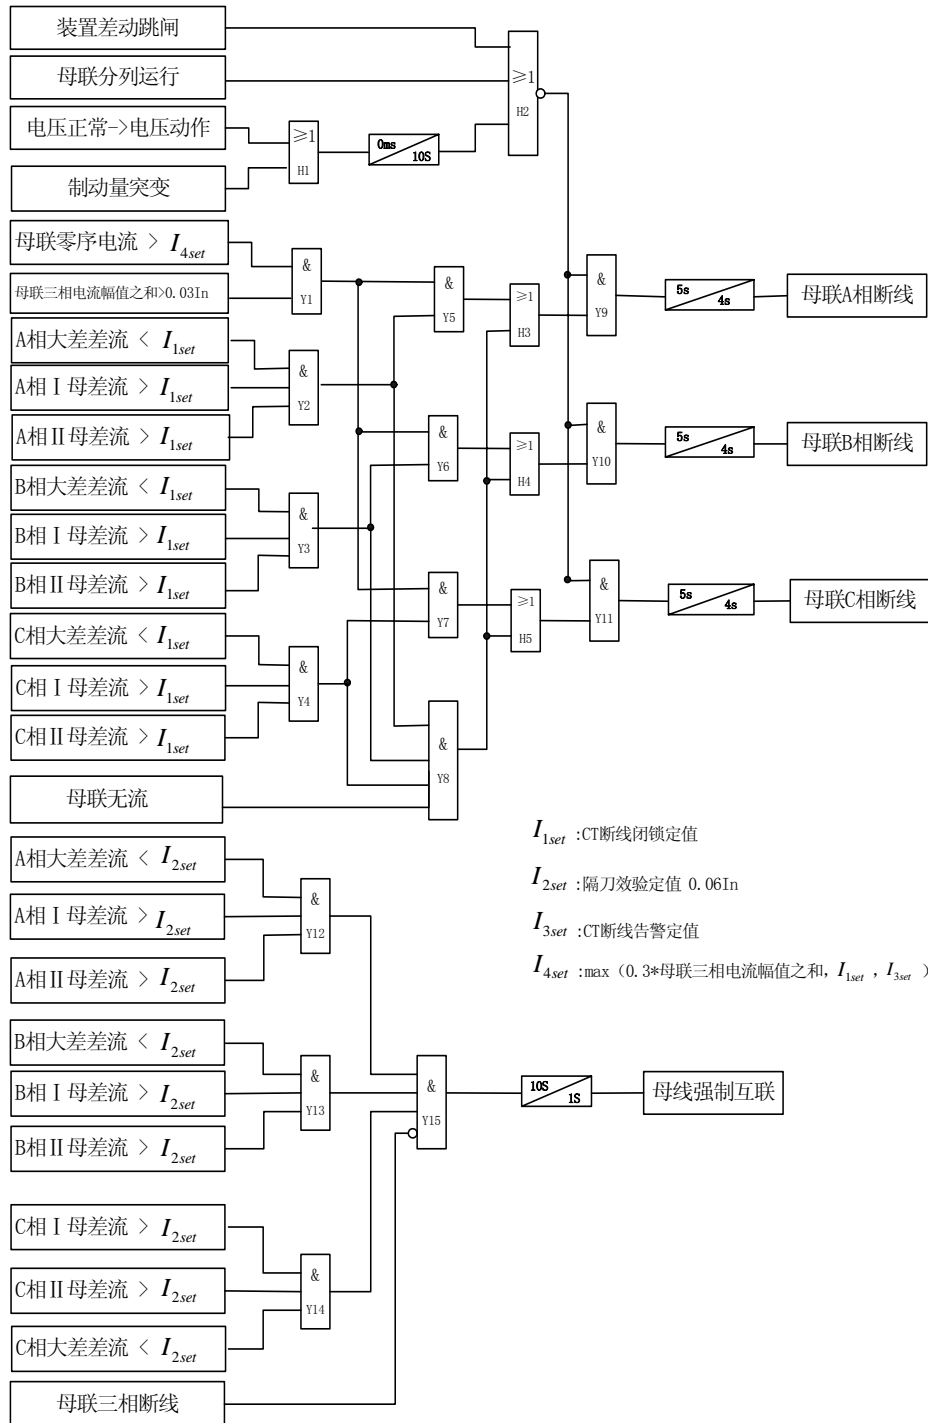 装置差动跳闸
母联分列运行
电压正常->电压动作
制动量突变
≥1
H1
0ms
10S
≥1
H2
母联零序电流 > I4set
母联三相电流幅值之和>0.03In
&
Y1
A相大差差流 < I1set
A相Ⅰ母差流 > I1set
A相Ⅱ母差流 > I1set
&
Y2
B相大差差流 < I1set
B相Ⅰ母差流 > I1set
B相Ⅱ母差流 > I1set
&
Y3
C相大差差流 < I1set
C相Ⅰ母差流 > I1set
C相Ⅱ母差流 > I1set
&
Y4
母联无流
&
Y5
&
Y6
&
Y7
&
Y8
≥1
H3
≥1
H4
≥1
H5
&
Y9
5s
4s
母联A相断线
&
Y10
5s
4s
母联B相断线
&
Y11
5s
4s
母联C相断线
I1set :CT断线闭锁定值
I2set :隔刀效验定值 0.06In
I3set :CT断线告警定值
I4set :max（0.3*母联三相电流幅值之和, I1set , I3set ）
A相大差差流 < I2set
A相Ⅰ母差流 > I2set
A相Ⅱ母差流 > I2set
&
Y12
B相大差差流 < I2set
B相Ⅰ母差流 > I2set
B相Ⅱ母差流 > I2set
&
Y13
C相Ⅰ母差流 > I2set
C相Ⅱ母差流 > I2set
C相大差差流 < I2set
&
Y14
母联三相断线
&
Y15
10S
1S
母线强制互联